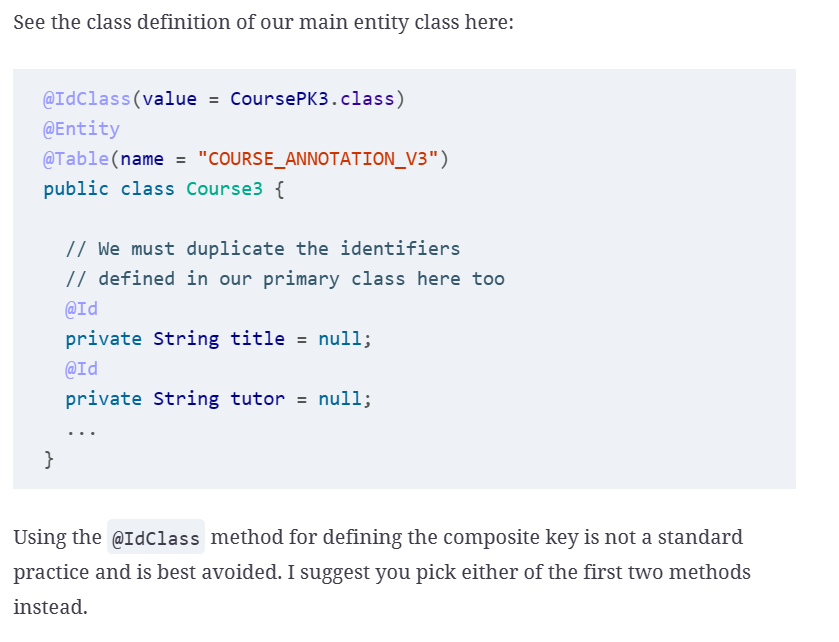 See the class definition of our main entity class here:
@IdClass(value = CoursePK3.class)
@Entity
@Table(name = "COURSE_ANNOTATION_V3")
public class Course3 {
// We must duplicate the identifiers
// defined in our primary class here too
@Id
private String title = null;
@Id
private String tutor = null;
...
}
Using the @IdClass method for defining the composite key is not a standard
practice and is best avoided. I suggest you pick either of the first two methods
instead.